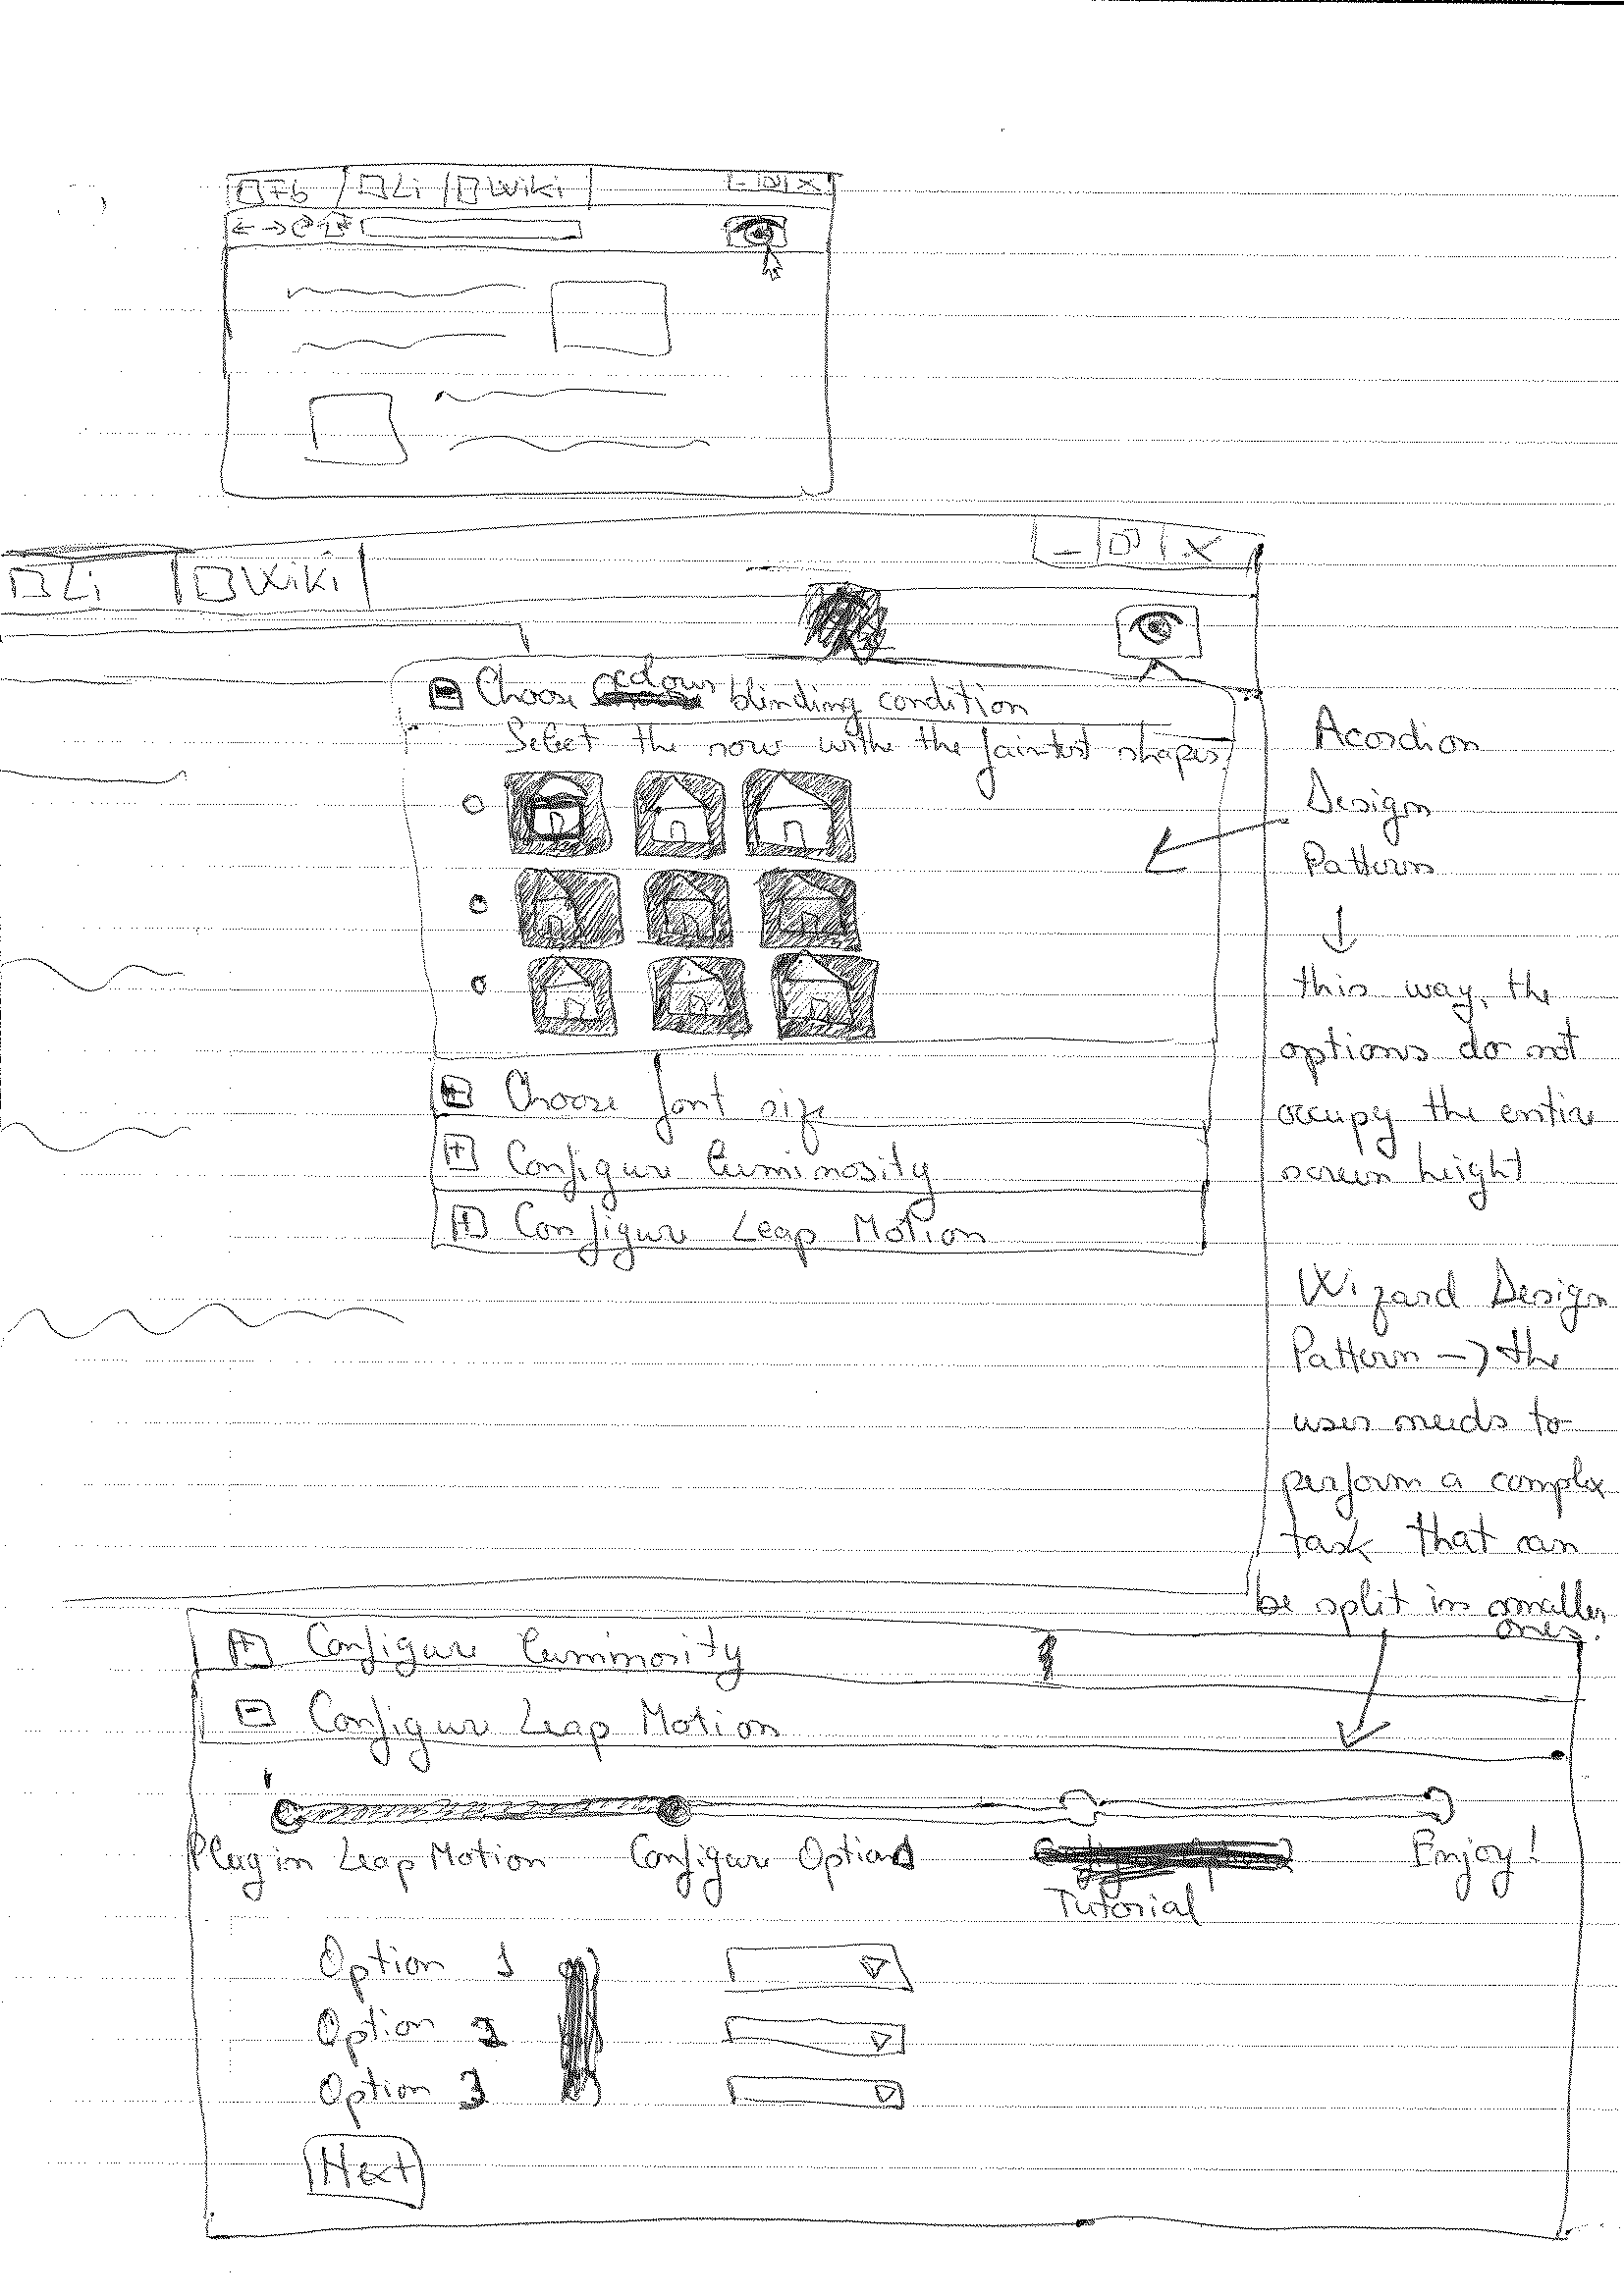 Fb Li Wiki
Li Wiki
Choose colour blinding condition
Select the row withe the faintest shapes.
Choose font size
Configure Luminosity
Configure Leap Motion
Acordion
Design
Pattern
this way, the
options do not
occupy the entire
screen height
Wizard Design
Pattern → the
user needs to
perform a complex
task that can
be split in smaller
ones.
Configure Luminosity
Configure Leap Motion
Plug in Leap Motion Configure Options Enjoy!
Tutorial
Option 1
Option 2
Option 3
Next